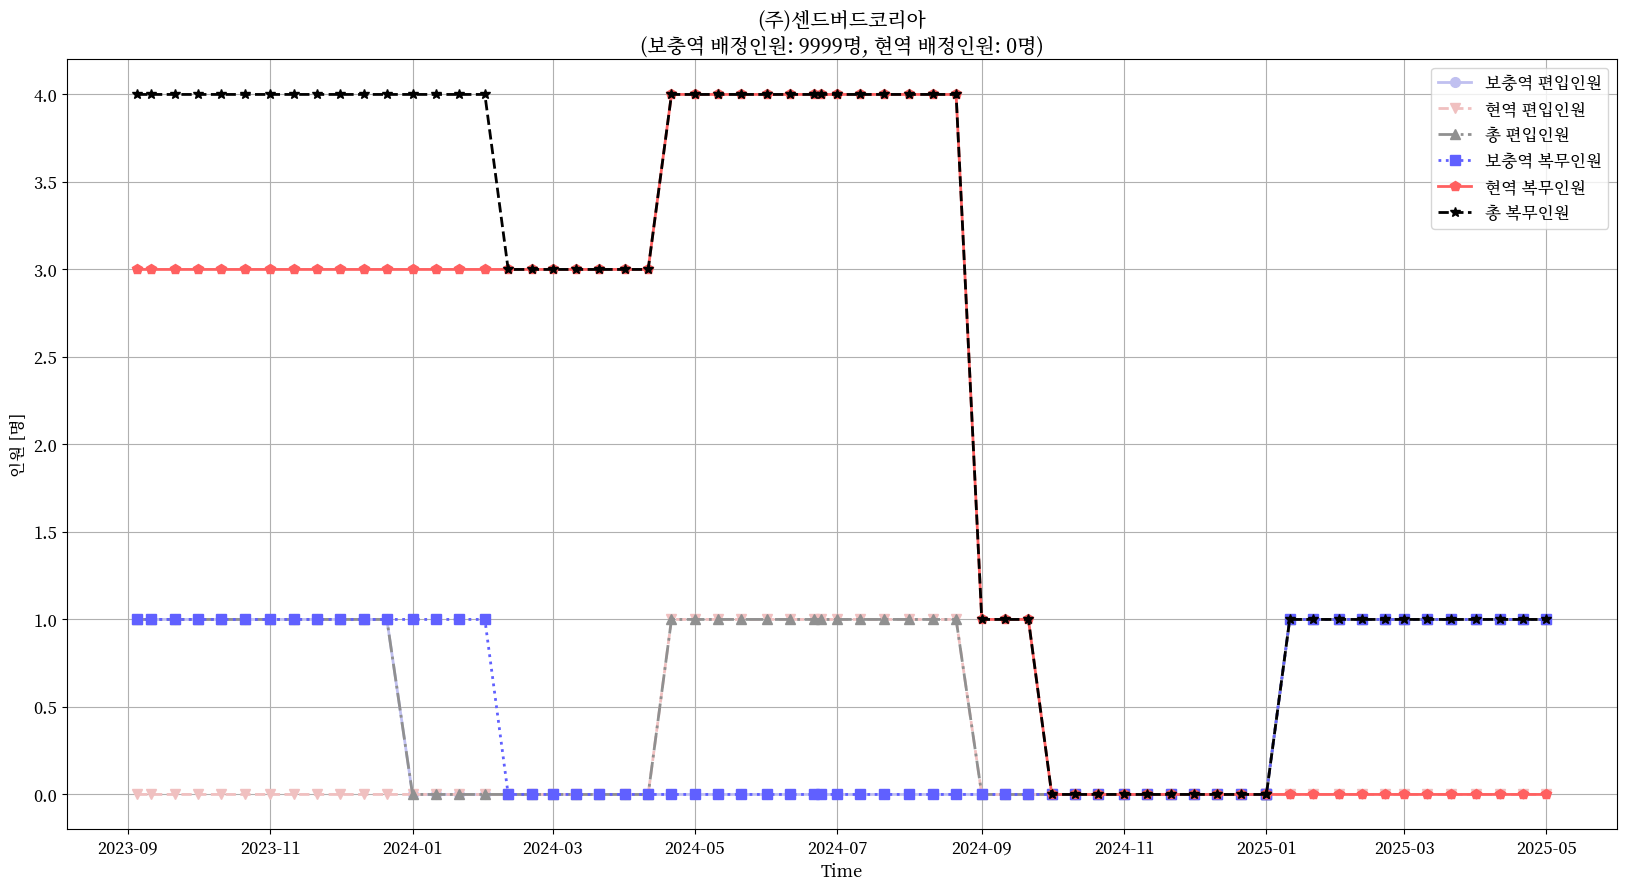 (주)센드버드코리아
(보충역 배정인원: 9999명, 현역 배정인원: 0명)
보충역 편입인원
현역 편입인원
총 편입인원
보충역 복무인원
현역 복무인원
총 복무인원
인원 [명]
4.0
3.5
3.0
2.5
2.0
1.5
1.0
0.5
0.0
2023-09 2023-11 2024-01 2024-03 2024-05 2024-07 2024-09 2024-11 2025-01 2025-03 2025-05
Time